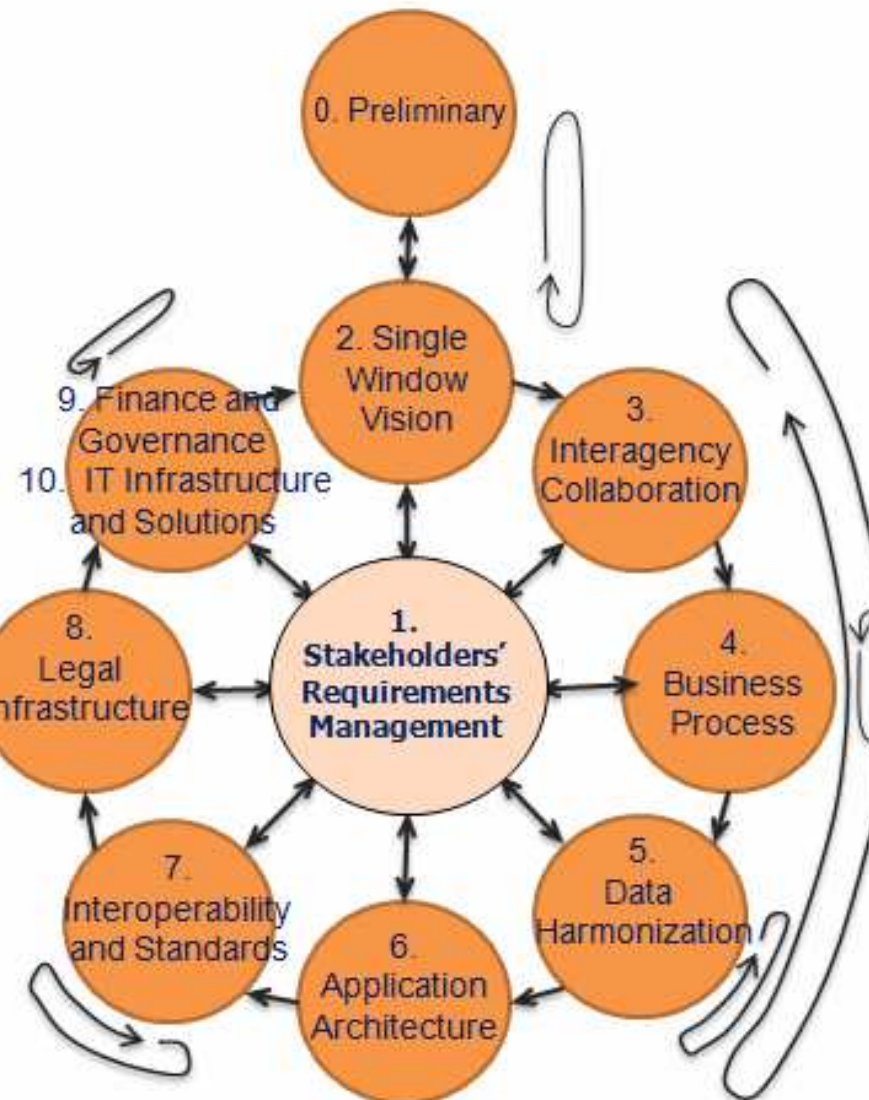 0. Preliminary
2. Single
Window
Vision
3.
Interagency
Collaboration
4.
Business
Process
5.
Data
Harmonization
6.
Application
Architecture
7.
Interoperability
and Standards
8.
Legal
nfrastructure
9. Finance and
Governance
10. IT Infrastructure
and Solutions
1.
Stakeholders’
Requirements
Management